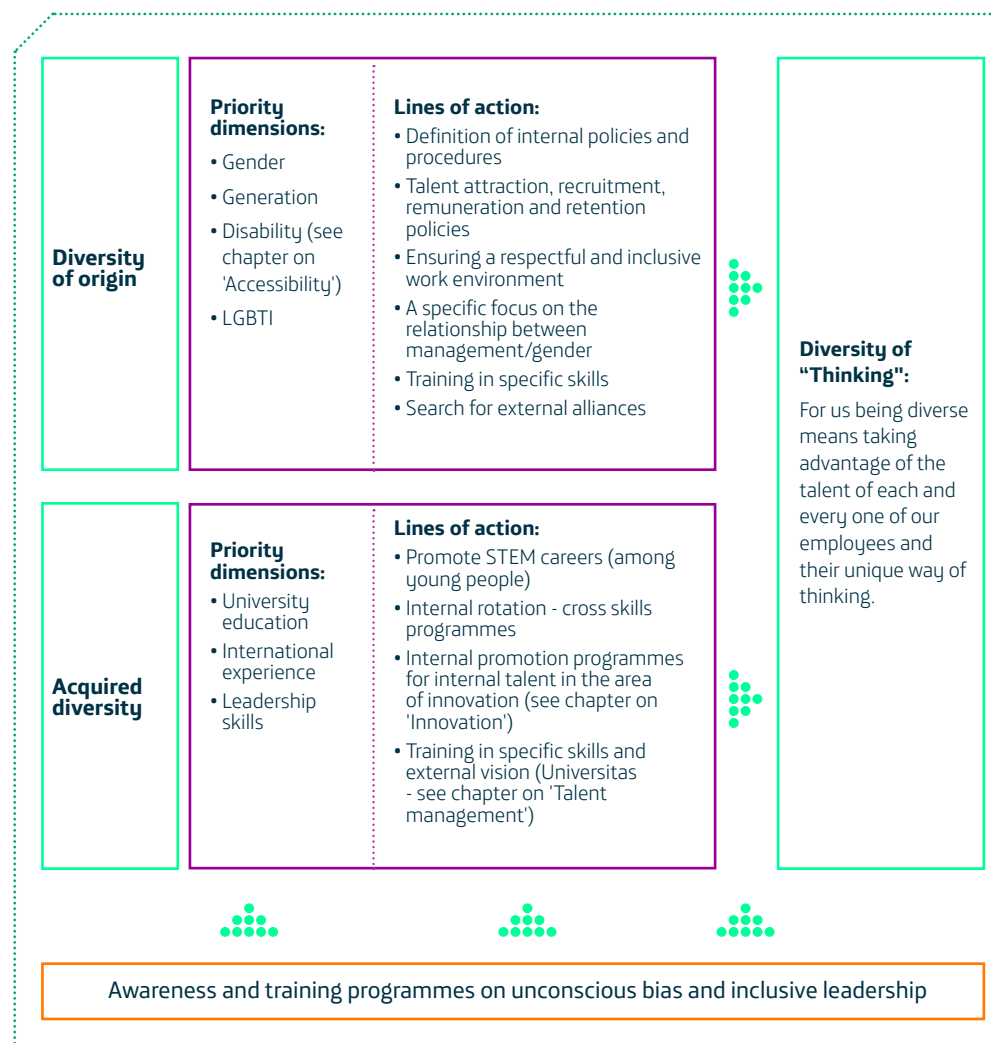 Diversity
of origin
Priority
dimensions:
• Gender
• Generation
• Disability (see
chapter on
'Accessibility')
• LGBTI
Lines of action:
• Definition of internal policies and
procedures
• Talent attraction, recruitment,
remuneration and retention
policies
• Ensuring a respectful and inclusive
work environment
• A specific focus on the
relationship between
management/gender
• Training in specific skills
• Search for external alliances
Acquired
diversity
Priority
dimensions:
• University
education
• International
experience
• Leadership
skills
Lines of action:
• Promote STEM careers (among
young people)
• Internal rotation - cross skills
programmes
• Internal promotion programmes
for internal talent in the area
of innovation (see chapter on
'Innovation')
• Training in specific skills and
external vision (Universitas
- see chapter on 'Talent
management')
Diversity of
“Thinking":
For us being diverse
means taking
advantage of the
talent of each and
every one of our
employees and
their unique way of
thinking.
Awareness and training programmes on unconscious bias and inclusive leadership